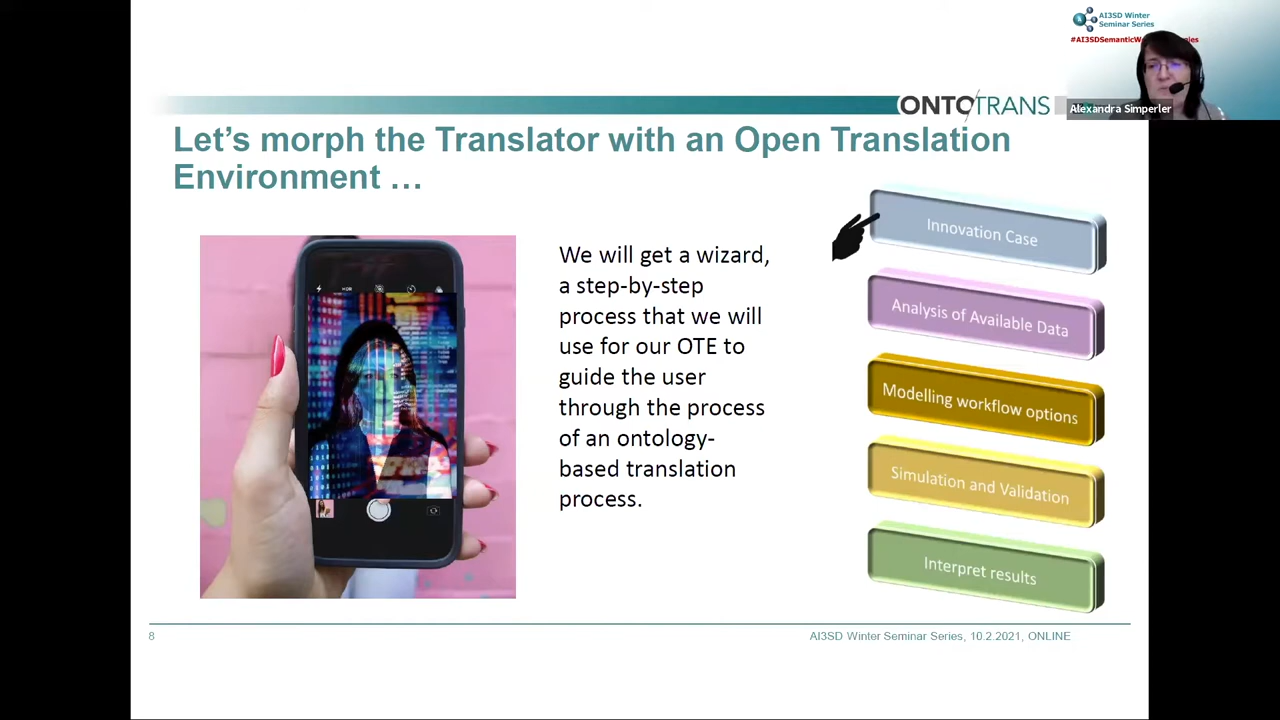 AI3SD Winter
Seminar Series
Alexandra Simperler
ONTOTRANS
Let's morph the Translator with an Open Translation
Environment …
We will get a wizard,
a step-by-step
process that we will
use for our OTE to
guide the user
through the process
of an ontology-
based translation
process.
Innovation Case
Analysis of Available Data
Modelling workflow options
Simulation and Validation
Interpret results
HDR
8
AI3SD Winter Seminar Series, 10.2.2021, ONLINE